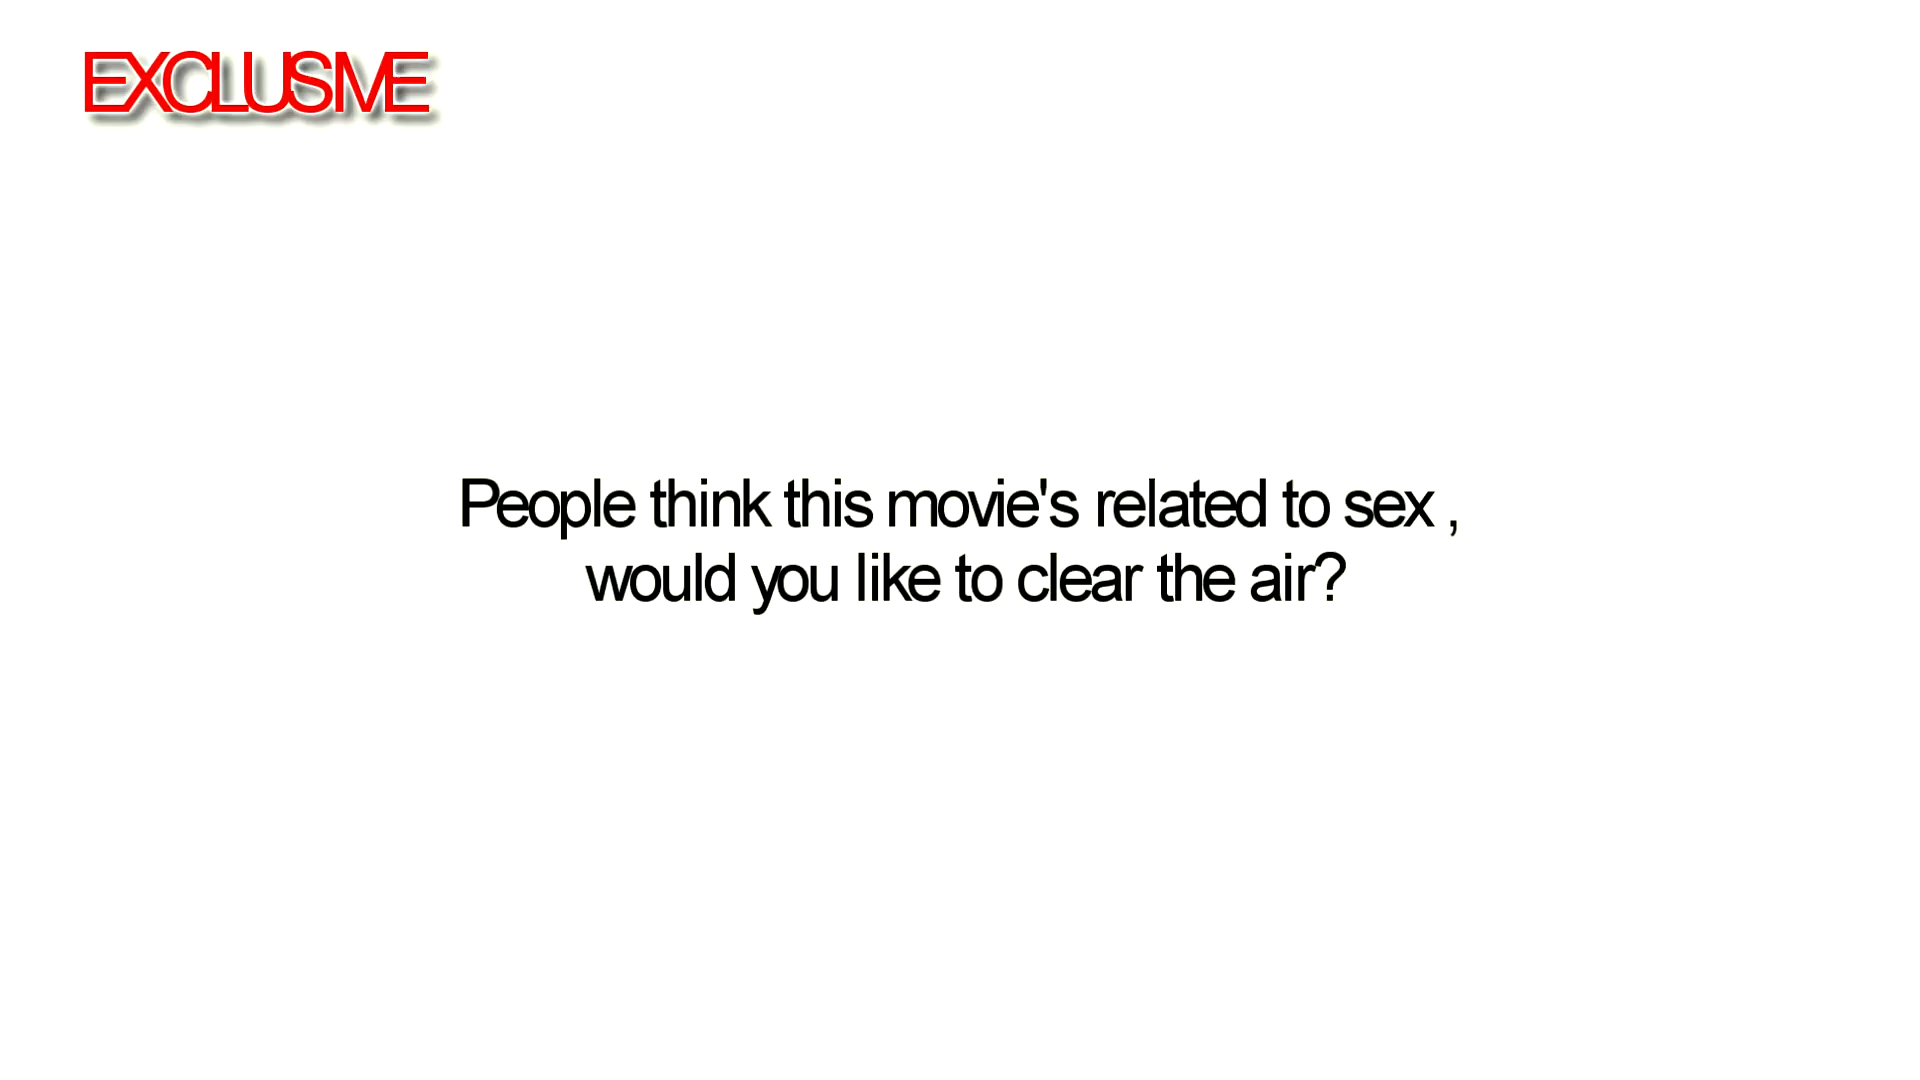 EXCLUSIVE
People think this movie's related to sex ,
would you like to clear the air?